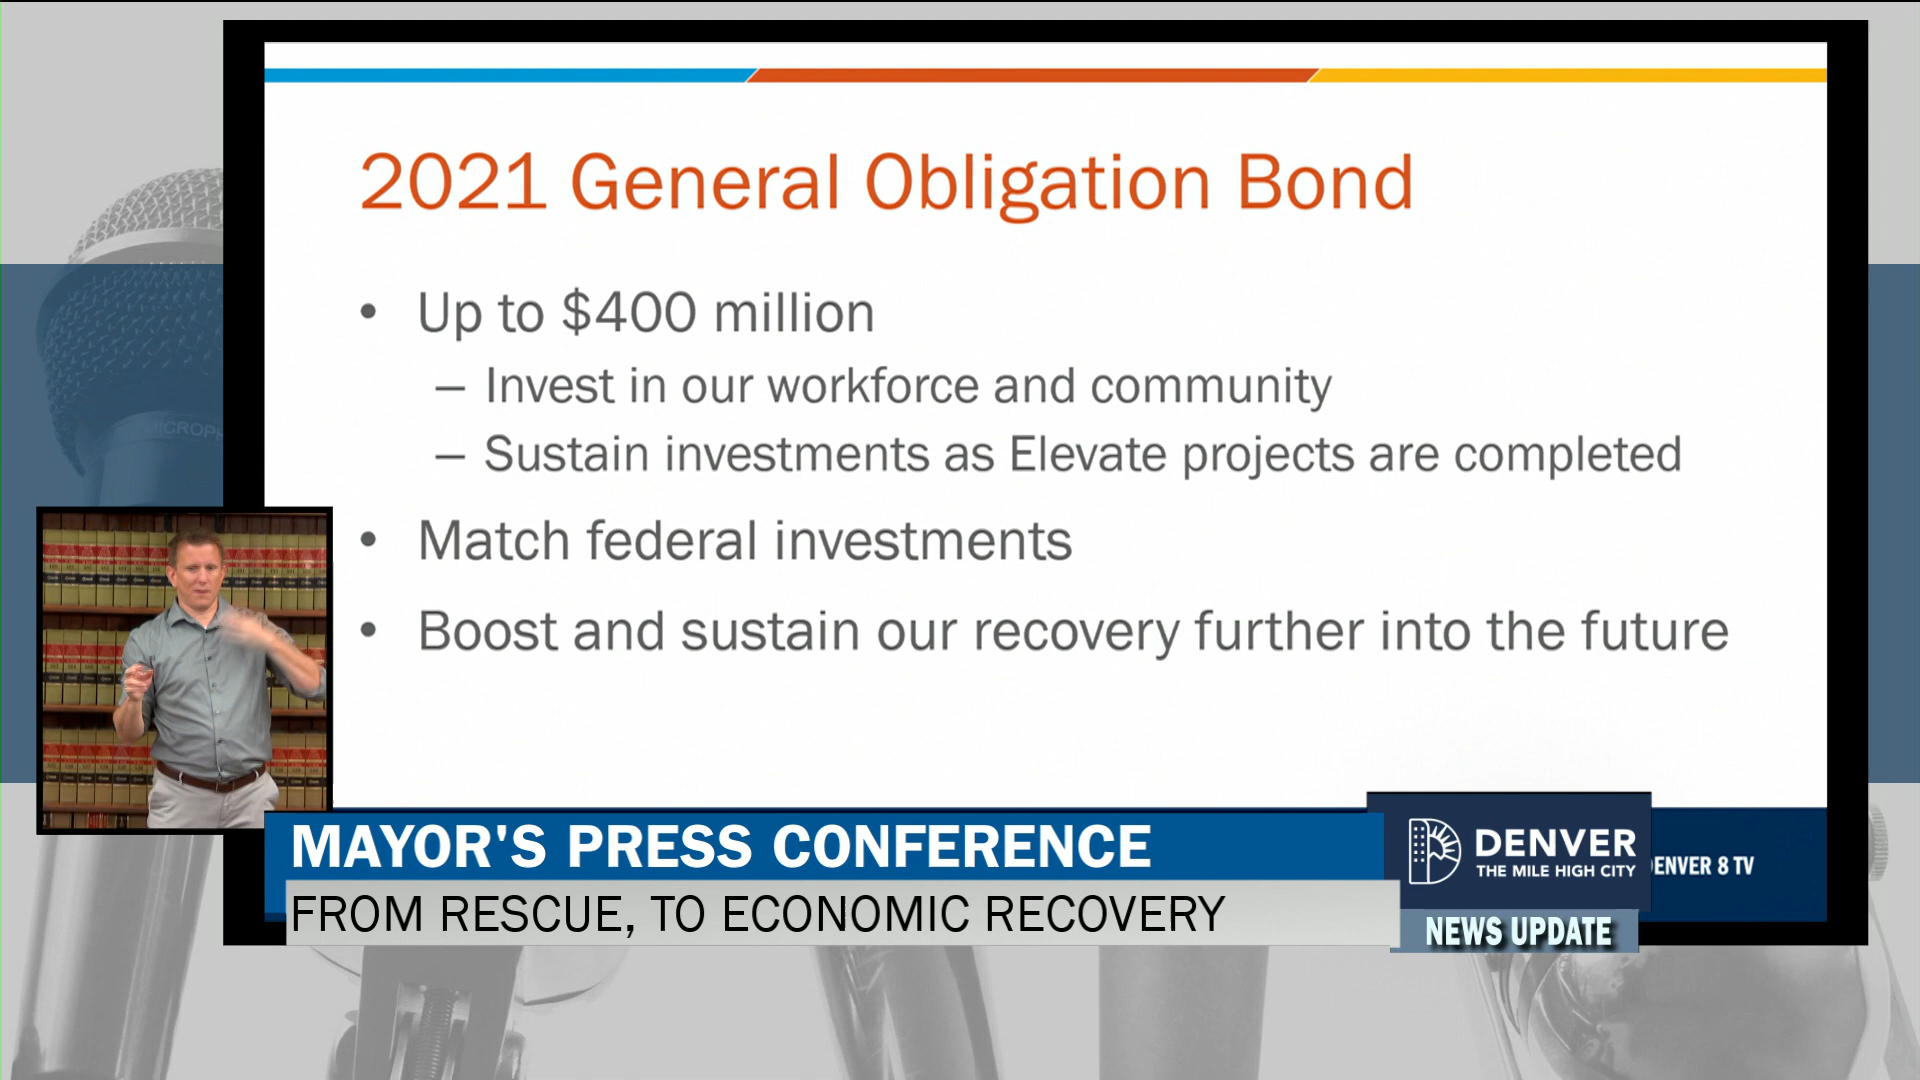 2021 General Obligation Bond
• Up to $400 million
– Invest in our workforce and community
– Sustain investments as Elevate projects are completed
• Match federal investments
• Boost and sustain our recovery further into the future
MICROPH
MAYOR'S PRESS CONFERENCE
FROM RESCUE, TO ECONOMIC RECOVERY
DENVER
THE MILE HIGH CITY
DENVER 8 TV
NEWS UPDATE